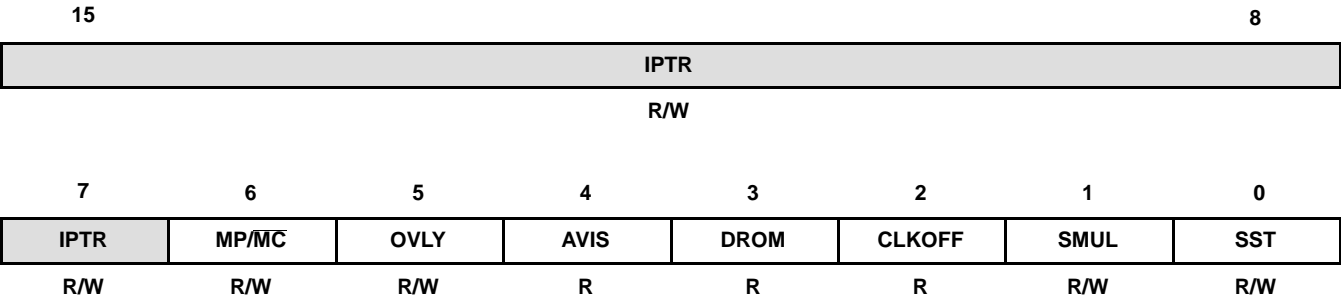 15 8
IPTR
R/W
7 6 5 4 3 2 1 0
IPTR MP/M̅C̅ OVLY AVIS DROM CLKOFF SMUL SST
R/W R/W R/W R R R R/W R/W